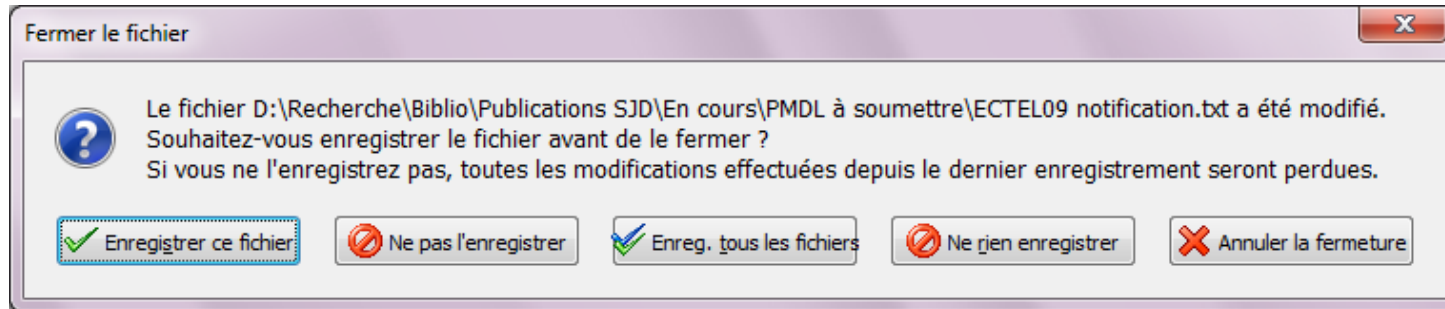 Fermer le fichier
Le fichier D:\Recherche\Biblio\Publications SJD\En cours\PMDL à soumettre\ECTEL09 notification.txt a été modifié.
Souhaitez-vous enregistrer le fichier avant de le fermer ?
Si vous ne l'enregistrez pas, toutes les modifications effectuées depuis le dernier enregistrement seront perdues.
Enregistrer ce fichier
Ne pas l'enregistrer
Enreg. tous les fichiers
Ne rien enregistrer
Annuler la fermeture